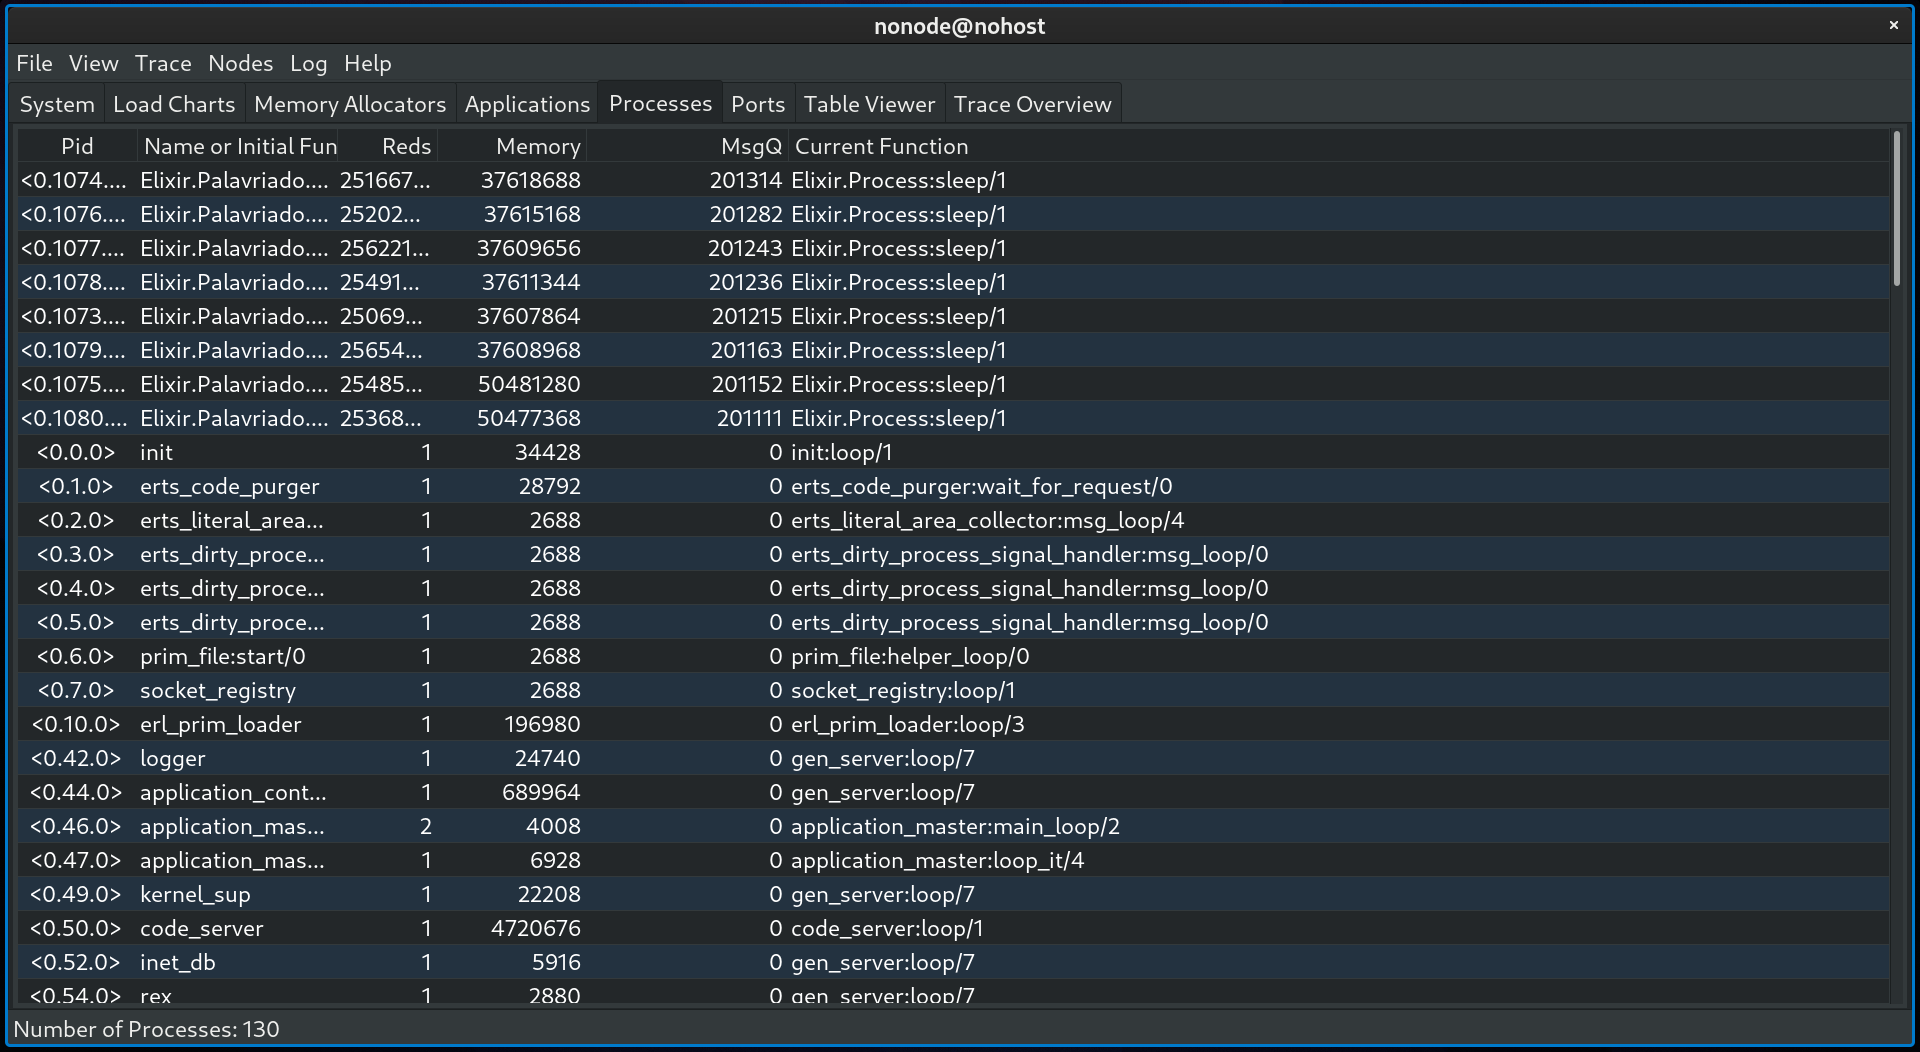 nonode@nohost ×
File View Trace Nodes Log Help
System Load Charts Memory Allocators Applications Processes Ports Table Viewer Trace Overview
Pid Name or Initial Fun Reds Memory MsgQ Current Function
<0.1074.... Elixir.Palavriado.... 251667... 37618688 201314 Elixir.Process:sleep/1
<0.1076.... Elixir.Palavriado.... 25202... 37615168 201282 Elixir.Process:sleep/1
<0.1077.... Elixir.Palavriado.... 256221... 37609656 201243 Elixir.Process:sleep/1
<0.1078.... Elixir.Palavriado.... 25491... 37611344 201236 Elixir.Process:sleep/1
<0.1073.... Elixir.Palavriado.... 25069... 37607864 201215 Elixir.Process:sleep/1
<0.1079.... Elixir.Palavriado.... 25654... 37608968 201163 Elixir.Process:sleep/1
<0.1075.... Elixir.Palavriado.... 25485... 50481280 201152 Elixir.Process:sleep/1
<0.1080.... Elixir.Palavriado.... 25368... 50477368 201111 Elixir.Process:sleep/1
<0.0.0> init 1 34428 0 init:loop/1
<0.1.0> erts_code_purger 1 28792 0 erts_code_purger:wait_for_request/0
<0.2.0> erts_literal_area... 1 2688 0 erts_literal_area_collector:msg_loop/4
<0.3.0> erts_dirty_proce... 1 2688 0 erts_dirty_process_signal_handler:msg_loop/0
<0.4.0> erts_dirty_proce... 1 2688 0 erts_dirty_process_signal_handler:msg_loop/0
<0.5.0> erts_dirty_proce... 1 2688 0 erts_dirty_process_signal_handler:msg_loop/0
<0.6.0> prim_file:start/0 1 2688 0 prim_file:helper_loop/0
<0.7.0> socket_registry 1 2688 0 socket_registry:loop/1
<0.10.0> erl_prim_loader 1 196980 0 erl_prim_loader:loop/3
<0.42.0> logger 1 24740 0 gen_server:loop/7
<0.44.0> application_cont... 1 689964 0 gen_server:loop/7
<0.46.0> application_mas... 2 4008 0 application_master:main_loop/2
<0.47.0> application_mas... 1 6928 0 application_master:loop_it/4
<0.49.0> kernel_sup 1 22208 0 gen_server:loop/7
<0.50.0> code_server 1 4720676 0 code_server:loop/1
<0.52.0> inet_db 1 5916 0 gen_server:loop/7
<0.54.0> rex 1 2880 0 gen_server:loop/7
Number of Processes: 130